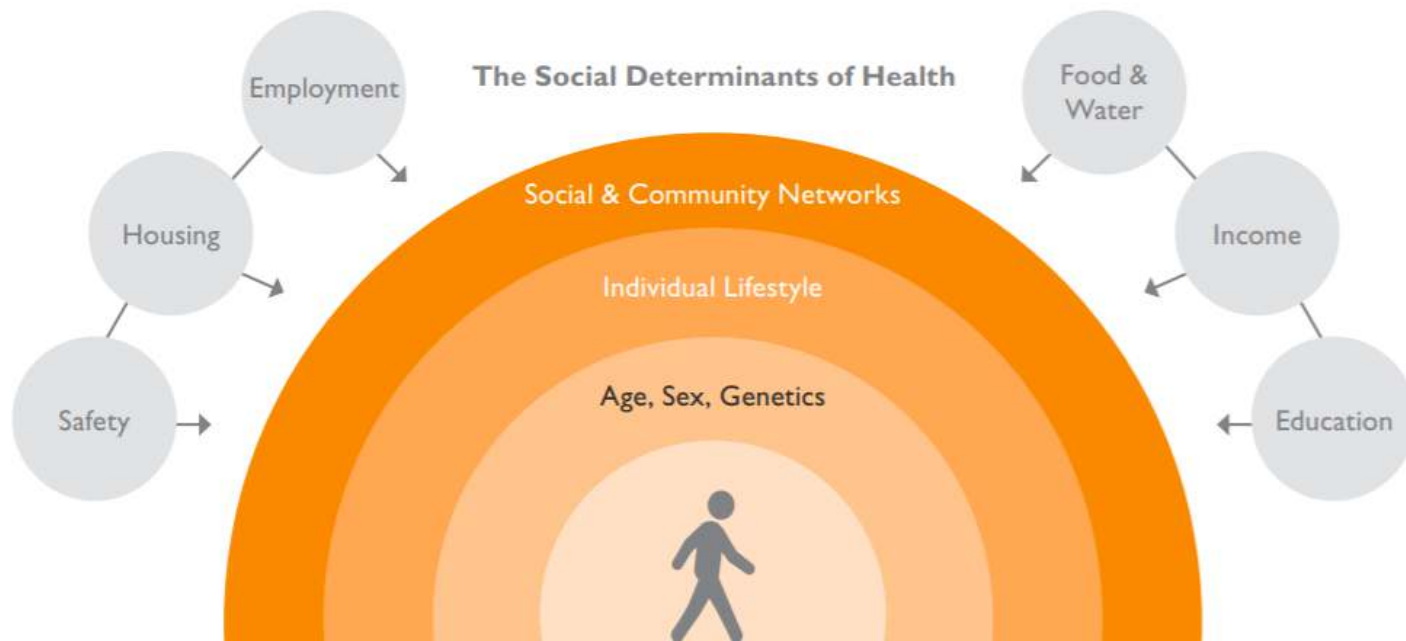 The Social Determinants of Health
Employment
Housing
Safety
Food &
Water
Income
Education
Social & Community Networks
Individual Lifestyle
Age, Sex, Genetics